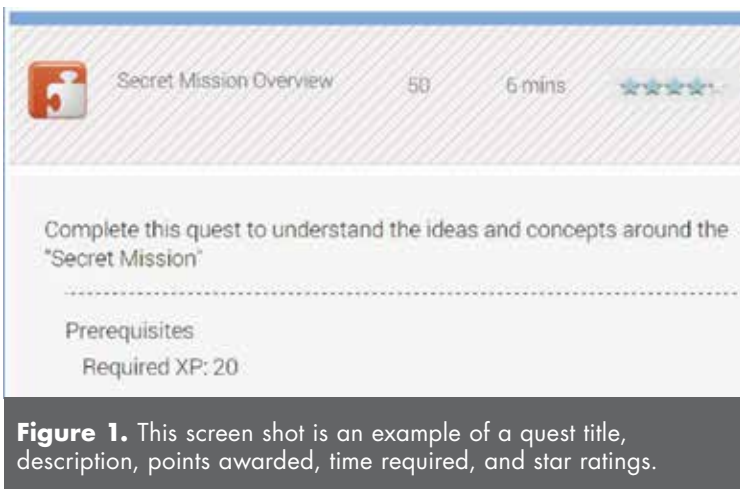 Secret Mission Overview 50 6 mins
Complete this quest to understand the ideas and concepts around the
"Secret Mission"
Prerequisites
Required XP: 20
Figure 1. This screen shot is an example of a quest title,
description, points awarded, time required, and star ratings.